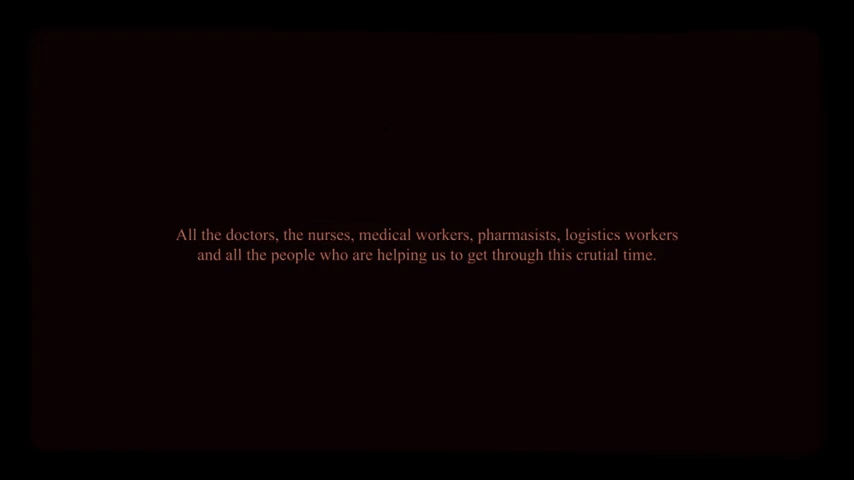 All the doctors, the nurses, medical workers, pharmasists, logistics workers
and all the people who are helping us to get through this crutial time.